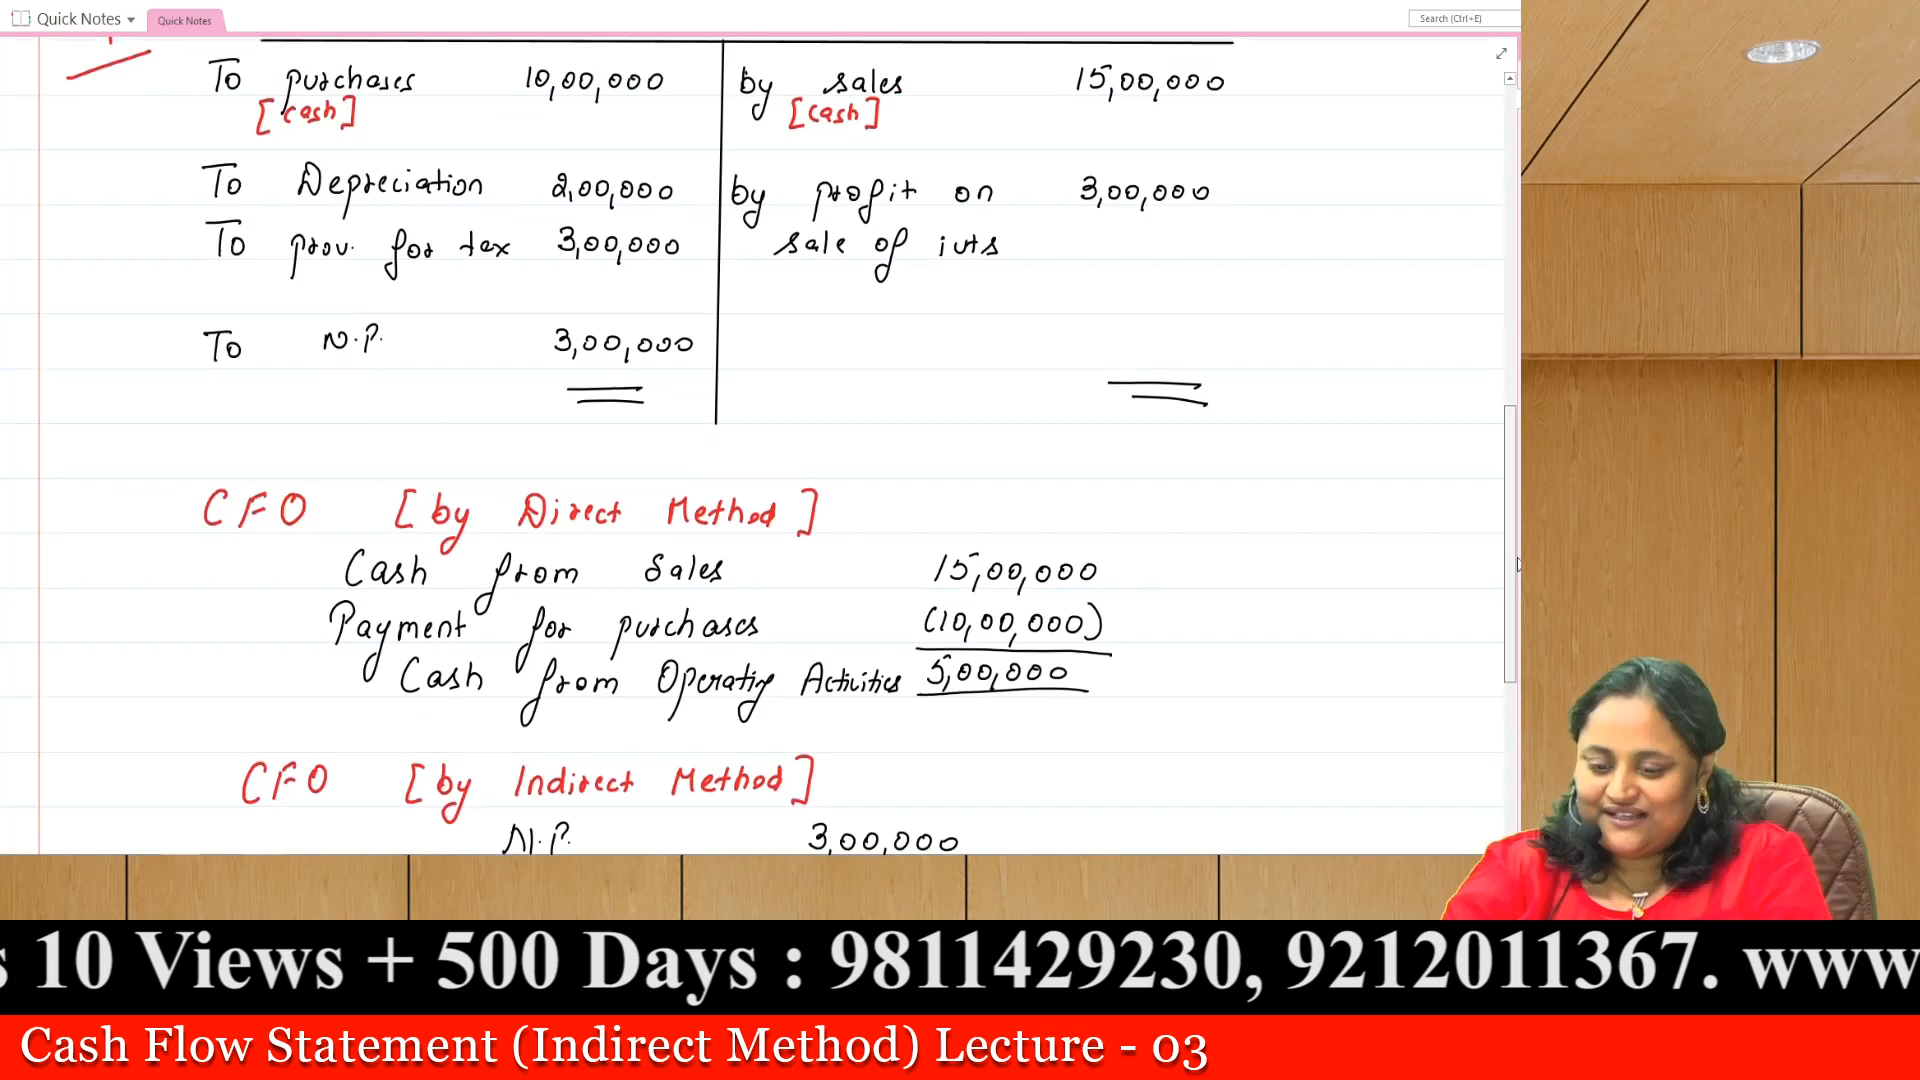 Quick Notes
Quick Notes
Search (Ctrl+E)
To purchases 10,00,000 by sales 15,00,000
[Cash] [Cash]
To Depreciation 2,00,000 by profit on 3,00,000
To prov. for tax 3,00,000 sale of ivts
To N.P. 3,00,000
CFO [by Direct Method]
Cash from Sales 15,00,000
Payment for purchases (10,00,000)
Cash from Operating Activities 5,00,000
CFO [by Indirect Method]
N.P. 3,00,000
s 10 Views + 500 Days : 9811429230, 9212011367. www
Cash Flow Statement (Indirect Method) Lecture - 03